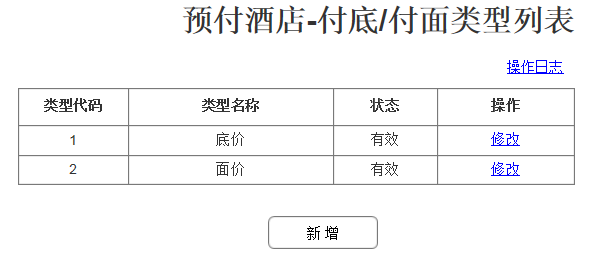 预付酒店-付底/付面类型列表
操作日志
类型代码 类型名称 状态 操作
1 底价 有效 修改
2 面价 有效 修改
新 增